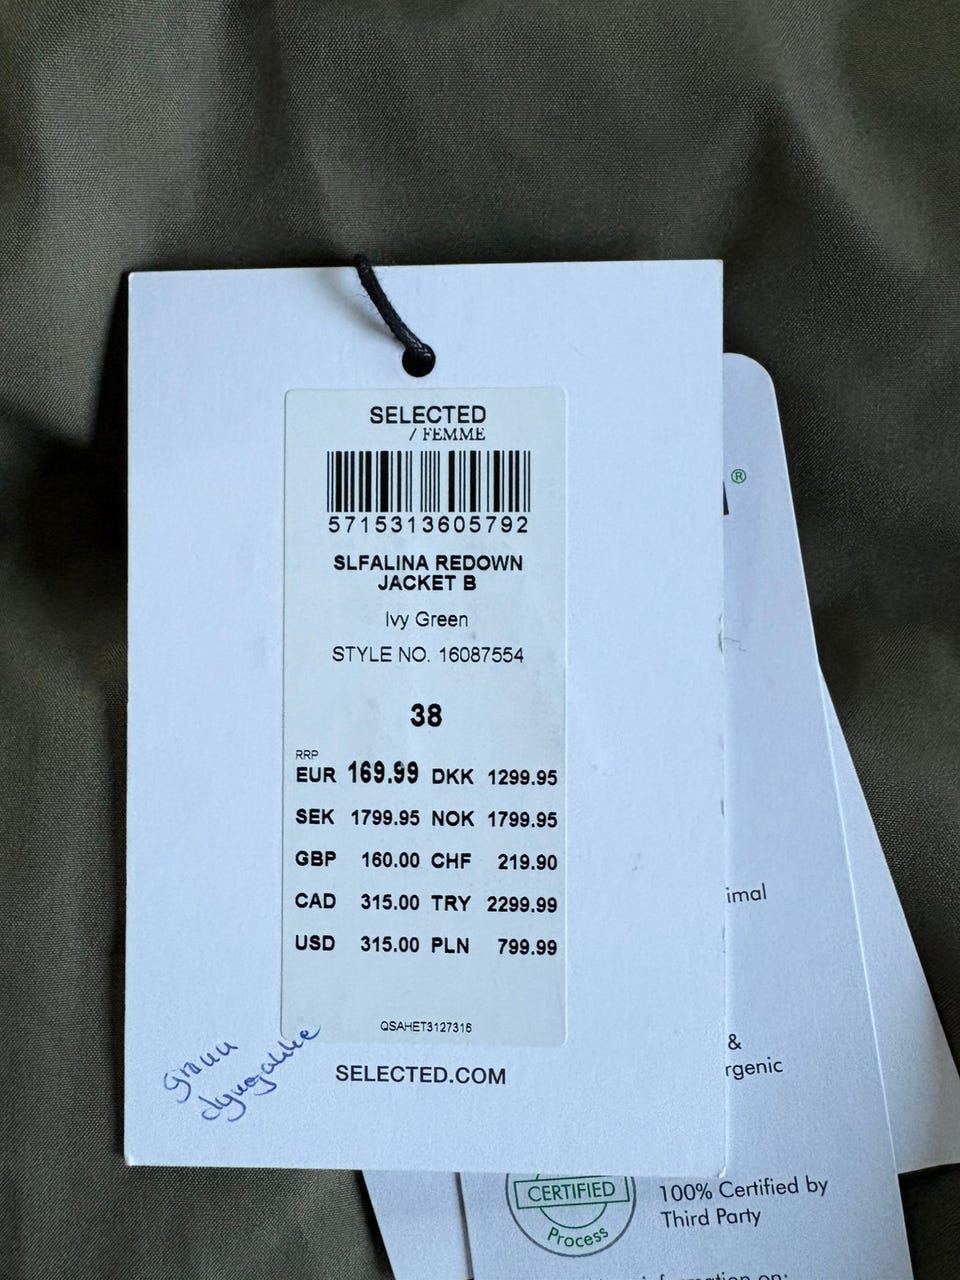 SELECTED
/ FEMME
5715313605792
SLFALINA REDOWN
JACKET B
Ivy Green
STYLE NO. 16087554
38
RRP
EUR 169.99 DKK 1299.95
SEK 1799.95 NOK 1799.95
GBP 160.00 CHF 219.90
CAD 315.00 TRY 2299.99
USD 315.00 PLN 799.99
QSAHET3127316
SELECTED.COM
®
imal
&
rgenic
CERTIFIED
Process
100% Certified by
Third Party